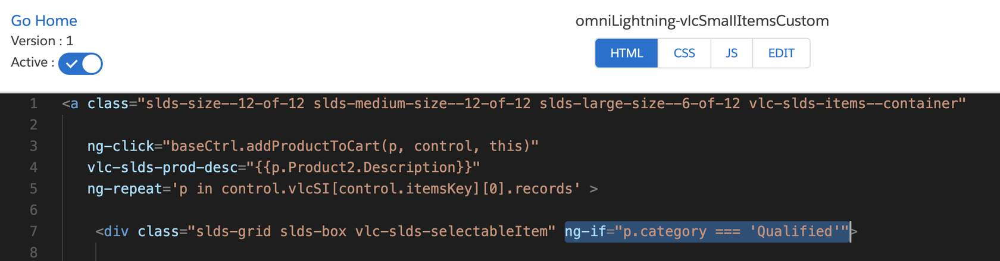 Go Home
omniLightning-vlcSmallItemsCustom
Version : 1
Active :
HTML CSS JS EDIT
1 <a class="slds-size--12-of-12 slds-medium-size--12-of-12 slds-large-size--6-of-12 vlc-slds-items--container"
2
3 ng-click="baseCtrl.addProductToCart(p, control, this)"
4 vlc-slds-prod-desc="{{p.Product2.Description}}"
5 ng-repeat='p in control.vlcSI[control.itemsKey][0].records' >
6
7 <div class="slds-grid slds-box vlc-slds-selectableItem" ng-if="p.category === 'Qualified'">
8